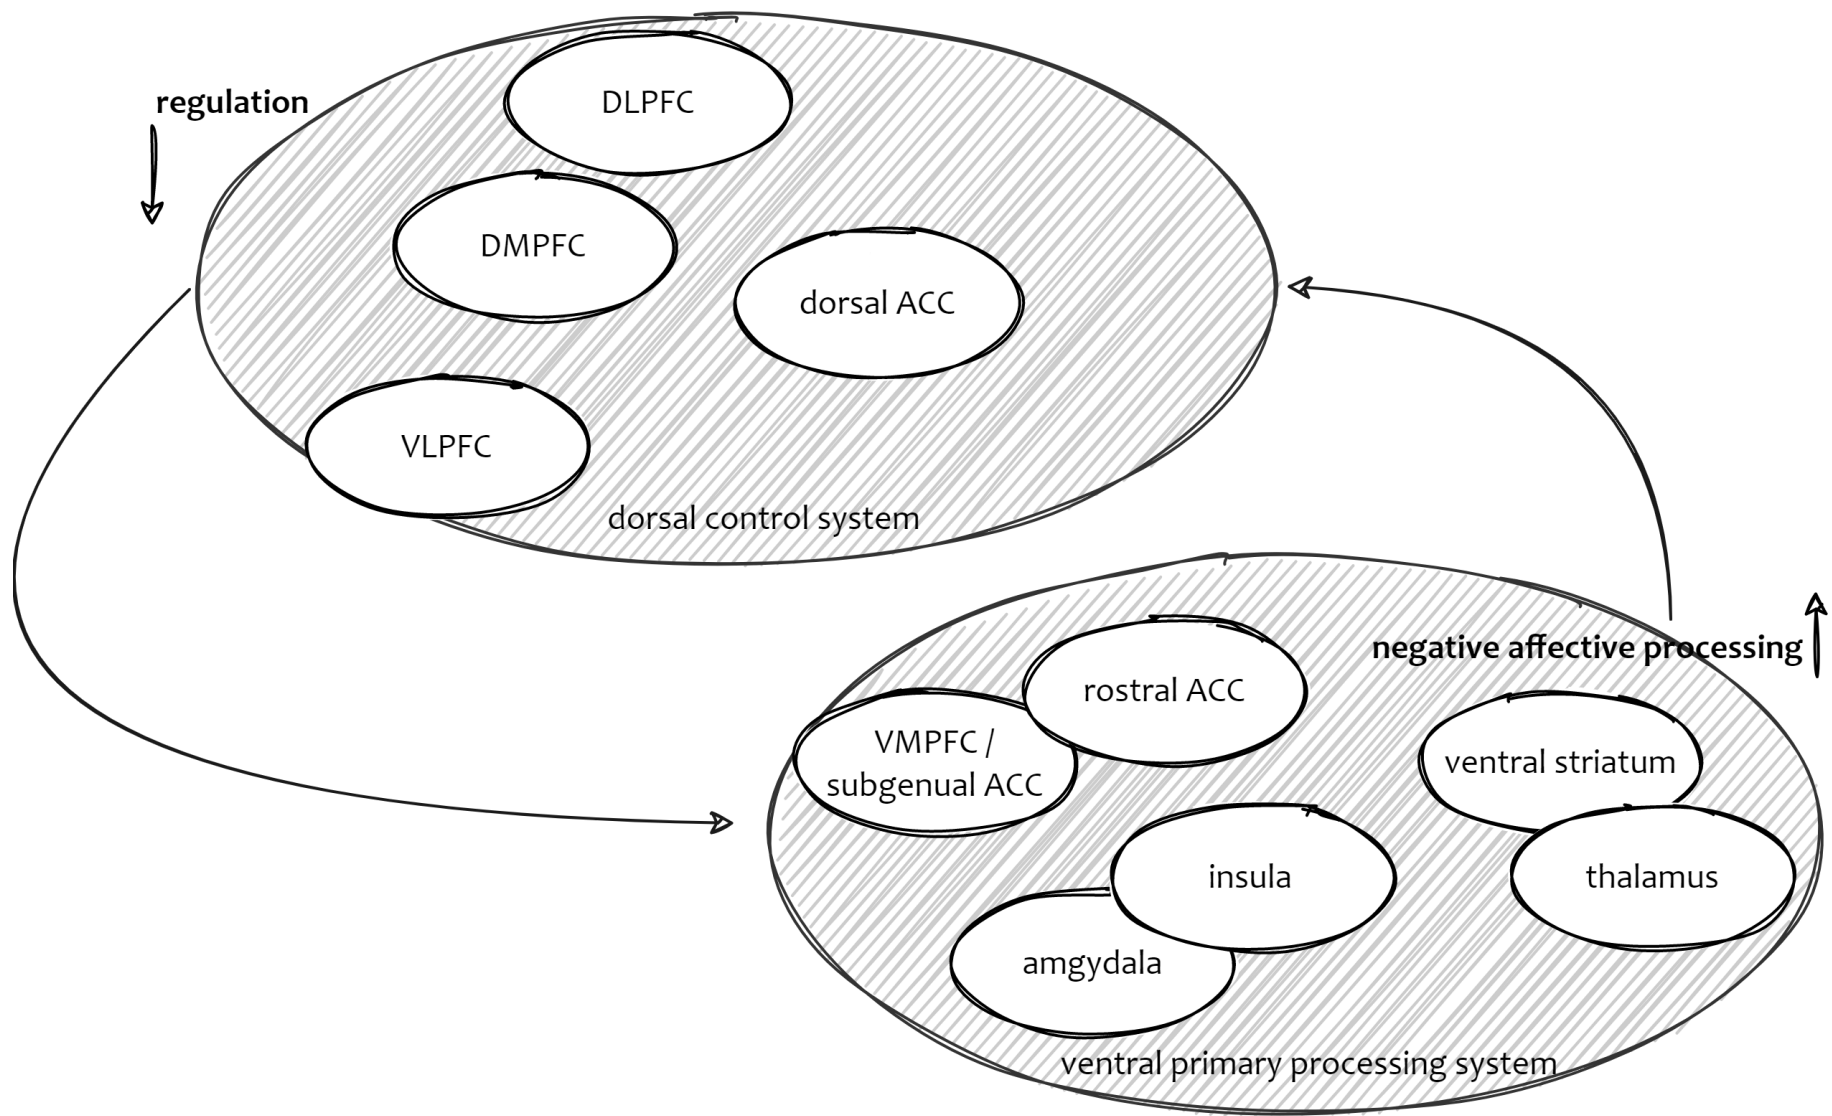 regulation
DLPFC
DMPFC
dorsal ACC
VLPFC
dorsal control system
negative affective processing
rostral ACC
VMPFC /
subgenual ACC
ventral striatum
insula
thalamus
amgydala
ventral primary processing system